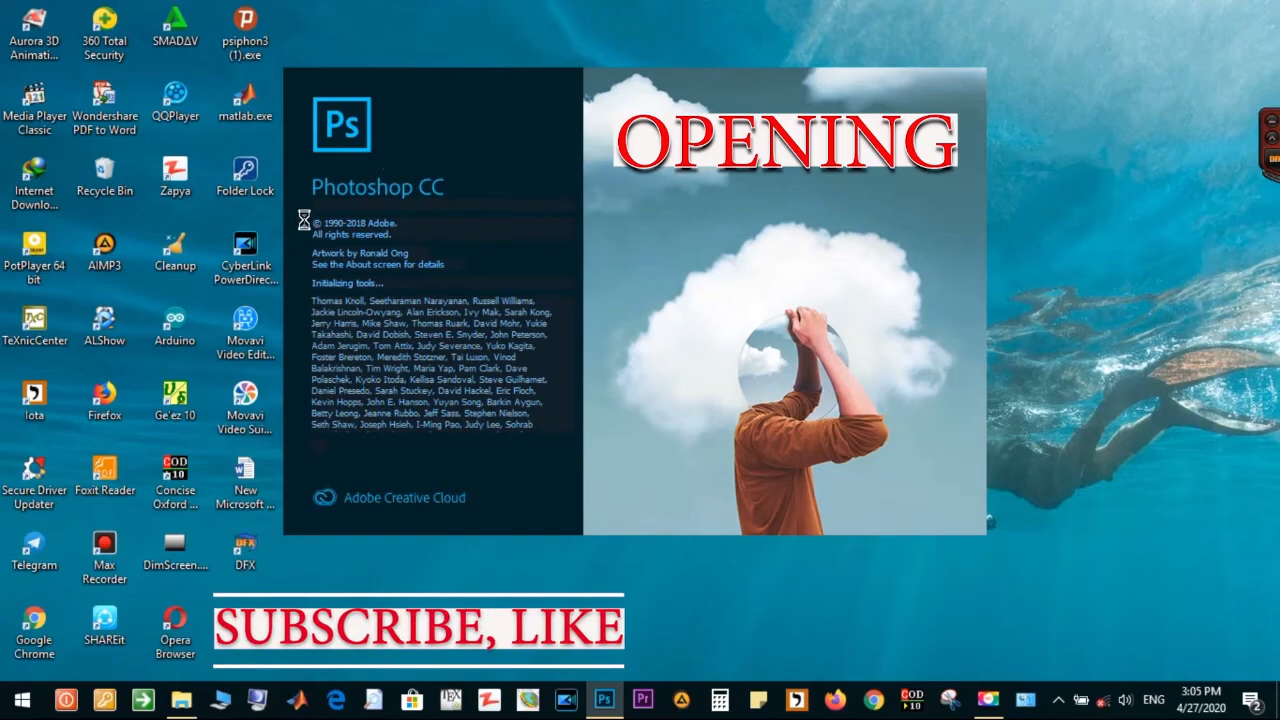 Aurora 3D
Animati...
360 Total
Security
SMADΔV
psiphon3
(1).exe
Media Player
Classic
Wondershare
PDF to Word
QQPlayer
matlab.exe
Internet
Downlo...
Recycle Bin
Zapya
Folder Lock
PotPlayer 64
bit
AIMP3
Cleanup
CyberLink
PowerDirec...
TeXnicCenter
ALShow
Arduino
Movavi
Video Edit...
Iota
Firefox
Ge'ez 10
Movavi
Video Sui...
Secure Driver
Updater
Foxit Reader
Concise
Oxford ...
New
Microsoft ...
Telegram
Max
Recorder
DimScreen....
DFX
Google
Chrome
SHAREit
Opera
Browser
Ps
Photoshop CC
© 1990-2018 Adobe.
All rights reserved.
Artwork by Ronald Ong
See the About screen for details
Initializing tools...
Thomas Knoll, Seetharaman Narayanan, Russell Williams,
Jackie Lincoln-Owyang, Alan Erickson, Ivy Mak, Sarah Kong,
Jerry Harris, Mike Shaw, Thomas Ruark, David Mohr, Yukie
Takahashi, David Dobish, Steven E. Snyder, John Peterson,
Adam Jerugim, Tom Attix, Judy Severance, Yuko Kagita,
Foster Brereton, Meredith Stotzner, Tai Luxon, Vinod
Balakrishnan, Tim Wright, Maria Yap, Pam Clark, Dave
Polaschek, Kyoko Itoda, Kellisa Sandoval, Steve Guilhamet,
Daniel Presedo, Sarah Stuckey, David Hackel, Eric Floch,
Kevin Hopps, John E. Hanson, Yuyan Song, Barkin Aygun,
Betty Leong, Jeanne Rubbo, Jeff Sass, Stephen Nielson,
Seth Shaw, Joseph Hsieh, I-Ming Pao, Judy Lee, Sohrab
Adobe Creative Cloud
OPENING
SUBSCRIBE, LIKE
Ps
Pr
COD
10
ENG
3:05 PM
4/27/2020
2